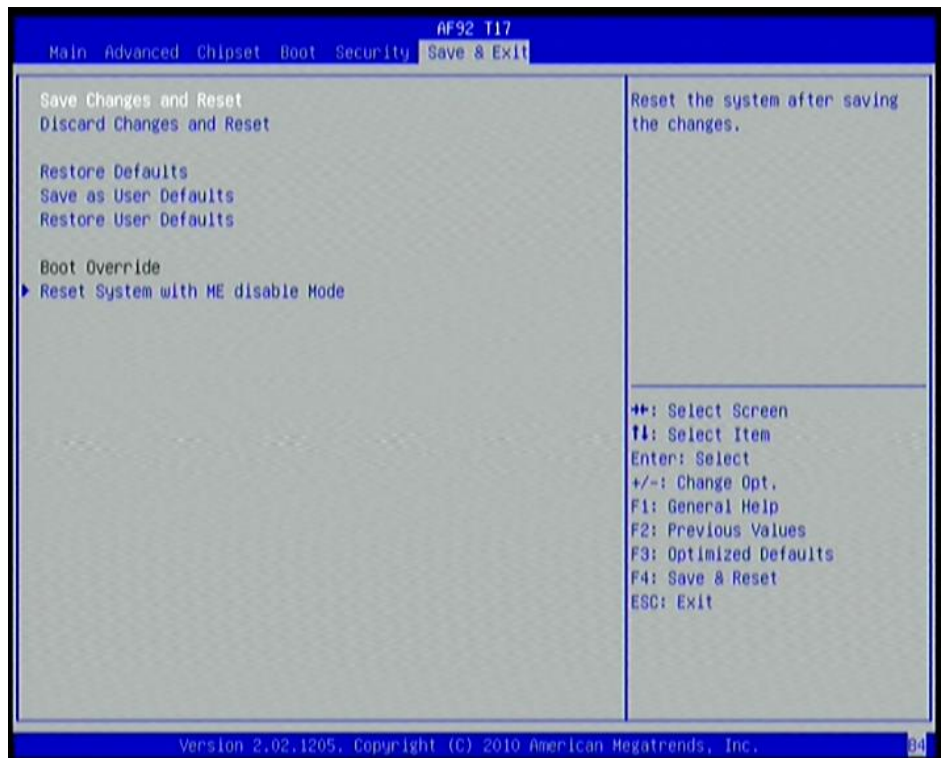 AF92 T17
Main Advanced Chipset Boot Security Save & Exit
Save Changes and Reset
Discard Changes and Reset
Restore Defaults
Save as User Defaults
Restore User Defaults
Boot Override
Reset System with ME disable Mode
Reset the system after saving
the changes.
→←: Select Screen
↑↓: Select Item
Enter: Select
+/-: Change Opt.
F1: General Help
F2: Previous Values
F3: Optimized Defaults
F4: Save & Reset
ESC: Exit
Version 2.02.1205. Copyright (C) 2010 American Megatrends, Inc.
B4